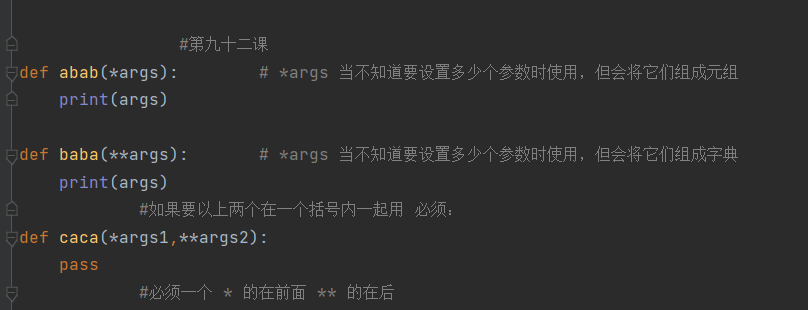 #第九十二课
def abab(*args):        # *args 当不知道要设置多少个参数时使用，但会将它们组成元组
    print(args)
def baba(**args):       # *args 当不知道要设置多少个参数时使用，但会将它们组成字典
    print(args)
#如果要以上两个在一个括号内一起用 必须：
def caca(*args1,**args2):
    pass
#必须一个 * 的在前面 ** 的在后